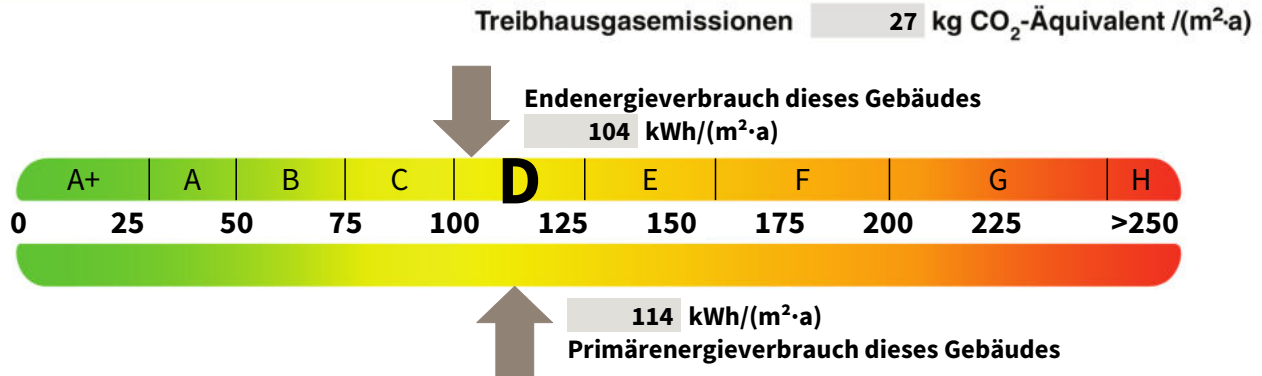 Treibhausgasemissionen 27 kg CO₂-Äquivalent /(m²·a)
Endenergieverbrauch dieses Gebäudes
104 kWh/(m²·a)
A+ A B C D E F G H
0 25 50 75 100 125 150 175 200 225 >250
114 kWh/(m²·a)
Primärenergieverbrauch dieses Gebäudes